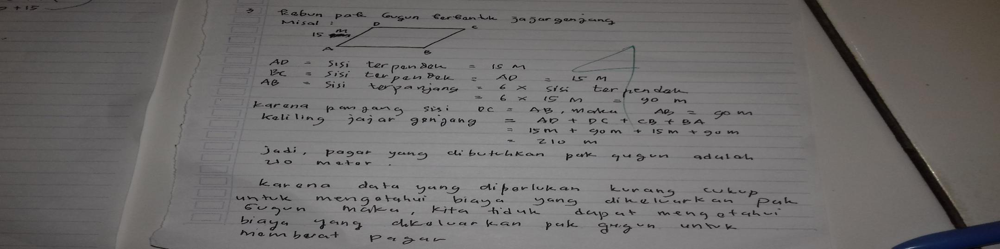 + 15
3 Kebun pak Gugun berbentuk jajargenjang
Misal :
D
C
15 M
A
B
AD = sisi terpendek = 15 M
BC = sisi terpendek = AD = 15 M
AB = sisi terpanjang = 6 x sisi terpendek
= 6 x 15 M = 90 m
Karena panjang sisi DC = AB, maka AB = 90 m
Keliling jajar genjang = AD + DC + CB + BA
= 15 m + 90 m + 15 m + 90 m
= 210 m
jadi, pagar yang dibutuhkan pak gugun adalah
210 meter.
Karena data yang diperlukan kurang cukup
untuk mengetahui biaya yang dikeluarkan pak
Gugun maka, kita tidak dapat mengetahui
biaya yang dikeluarkan pak gugun untuk
membuat pagar